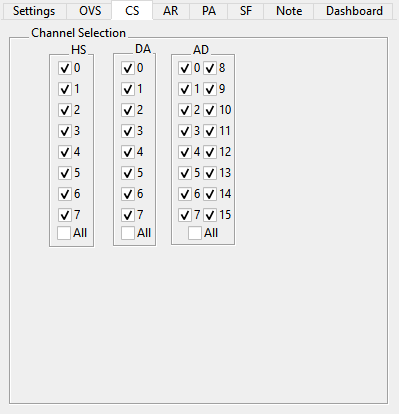 Settings OVS CS AR PA SF Note Dashboard
Channel Selection
HS DA AD
0 0 0 8
1 1 1 9
2 2 2 10
3 3 3 11
4 4 4 12
5 5 5 13
6 6 6 14
7 7 7 15
All All All